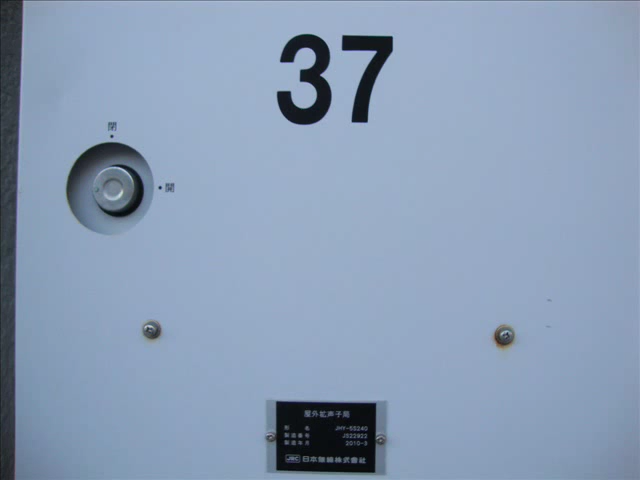 37
閉
開
屋外拡声子局
形名 JHY-55240
製造番号 JS22922
製造年月 2010-5
JRC 日本無線株式会社